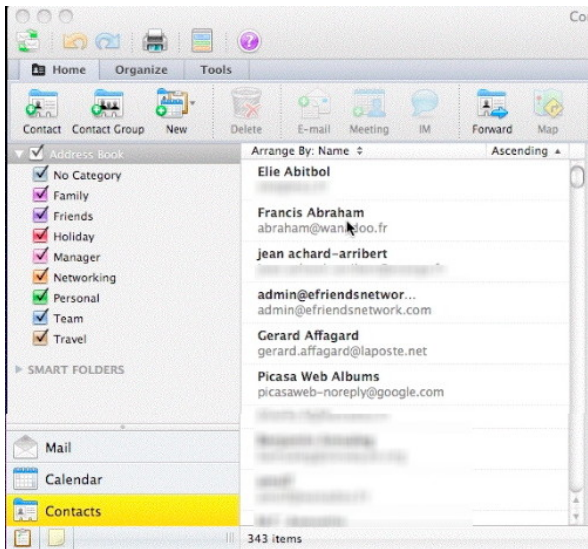 Co
Home Organize Tools
Contact Contact Group New Delete E-mail Meeting IM Forward Map
Address Book
No Category
Family
Friends
Holiday
Manager
Networking
Personal
Team
Travel
SMART FOLDERS
Mail
Calendar
Contacts
Arrange By: Name Ascending
Elie Abitbol
Francis Abraham
jean achard-arribert
admin@efriendsnetwor...
admin@efriendsnetwork.com
Gerard Affagard
gerard.affagard@laposte.net
Picasa Web Albums
picasaweb-noreply@google.com
343 items